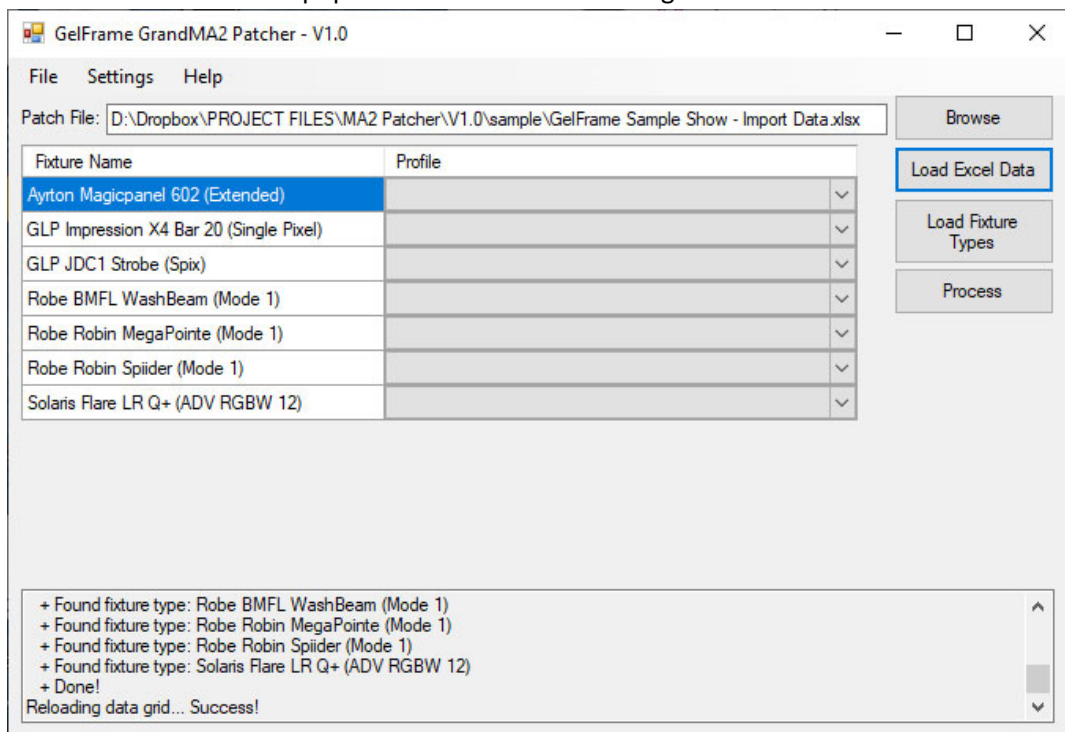 GelFrame GrandMA2 Patcher - V1.0
File Settings Help
Patch File: D:\Dropbox\PROJECT FILES\MA2 Patcher\V1.0\sample\GelFrame Sample Show - Import Data.xlsx Browse
Fixture Name Profile
Load Excel Data
Ayrton Magicpanel 602 (Extended)
GLP Impression X4 Bar 20 (Single Pixel)
Load Fixture
Types
GLP JDC1 Strobe (Spix)
Robe BMFL WashBeam (Mode 1)
Process
Robe Robin MegaPointe (Mode 1)
Robe Robin Spiider (Mode 1)
Solaris Flare LR Q+ (ADV RGBW 12)
+ Found fixture type: Robe BMFL WashBeam (Mode 1)
+ Found fixture type: Robe Robin MegaPointe (Mode 1)
+ Found fixture type: Robe Robin Spiider (Mode 1)
+ Found fixture type: Solaris Flare LR Q+ (ADV RGBW 12)
+ Done!
Reloading data grid... Success!